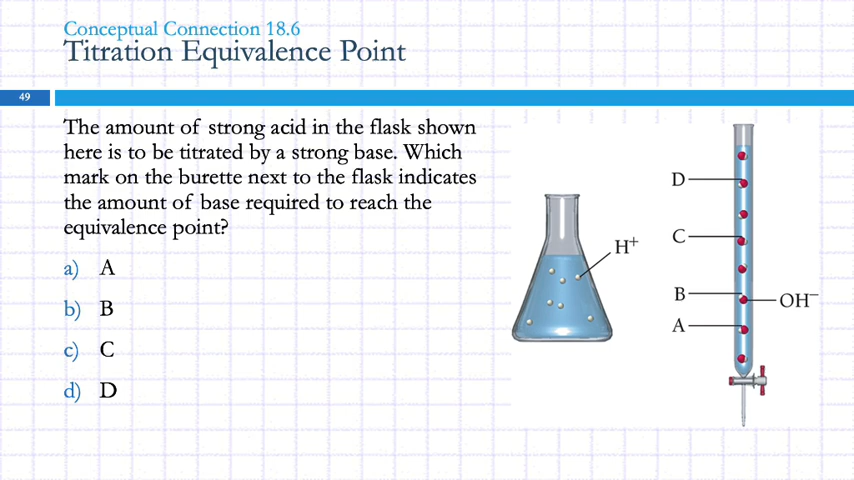 Conceptual Connection 18.6
Titration Equivalence Point
49
The amount of strong acid in the flask shown
here is to be titrated by a strong base. Which
mark on the burette next to the flask indicates
the amount of base required to reach the
equivalence point?
a) A
b) B
c) C
d) D
H+
D
C
B
A
OH−